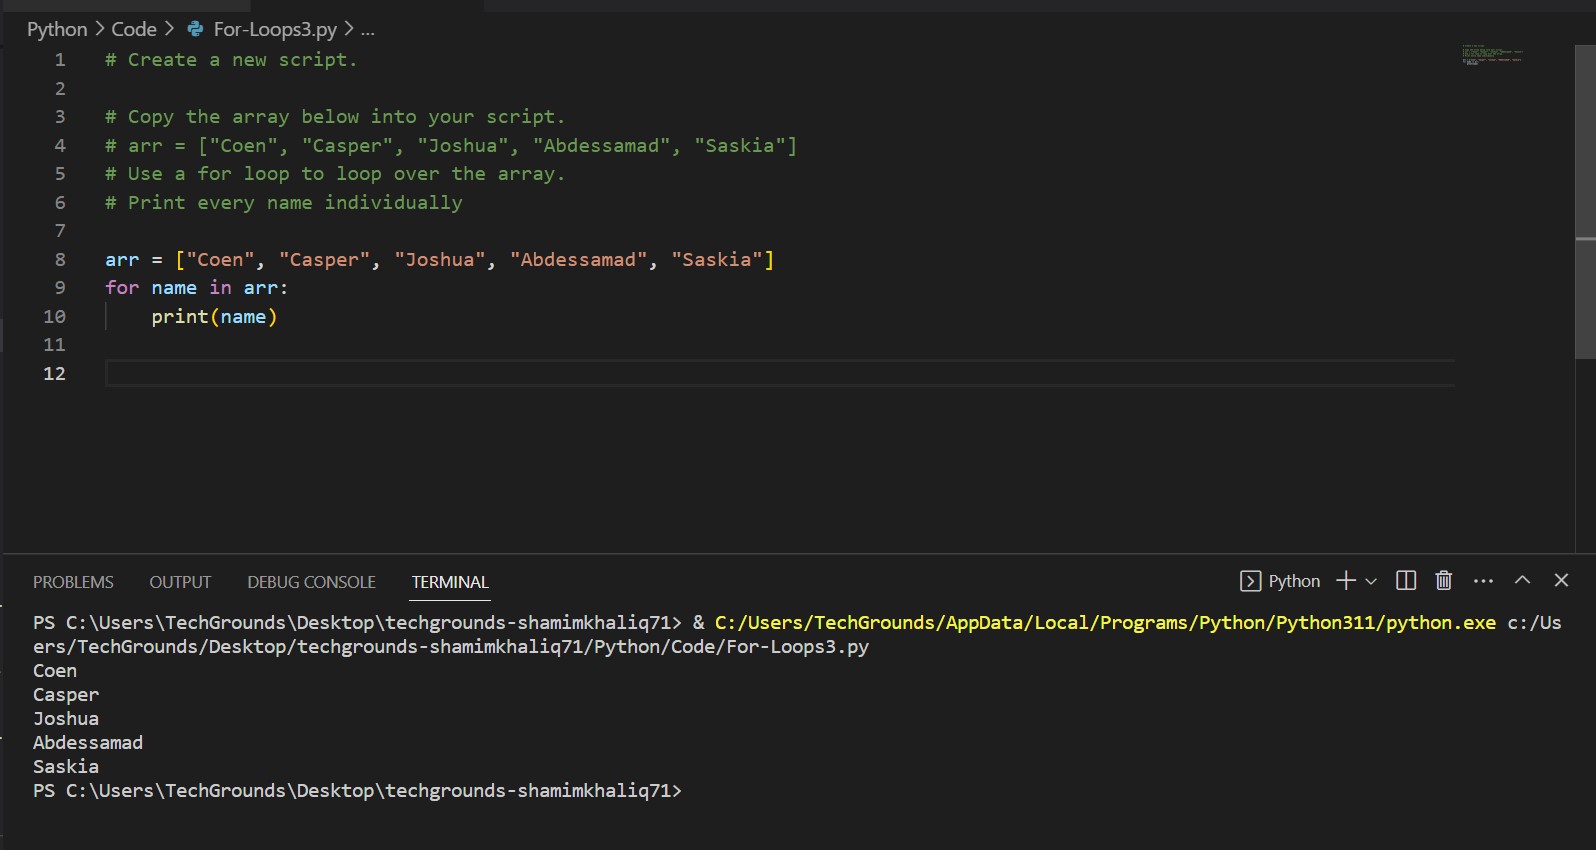 Python > Code > For-Loops3.py > ...
1 # Create a new script.
2
3 # Copy the array below into your script.
4 # arr = ["Coen", "Casper", "Joshua", "Abdessamad", "Saskia"]
5 # Use a for loop to loop over the array.
6 # Print every name individually
7
8 arr = ["Coen", "Casper", "Joshua", "Abdessamad", "Saskia"]
9 for name in arr:
10     print(name)
11
12
PROBLEMS OUTPUT DEBUG CONSOLE TERMINAL Python
PS C:\Users\TechGrounds\Desktop\techgrounds-shamimkhaliq71> & C:/Users/TechGrounds/AppData/Local/Programs/Python/Python311/python.exe c:/Us
ers/TechGrounds/Desktop/techgrounds-shamimkhaliq71/Python/Code/For-Loops3.py
Coen
Casper
Joshua
Abdessamad
Saskia
PS C:\Users\TechGrounds\Desktop\techgrounds-shamimkhaliq71>